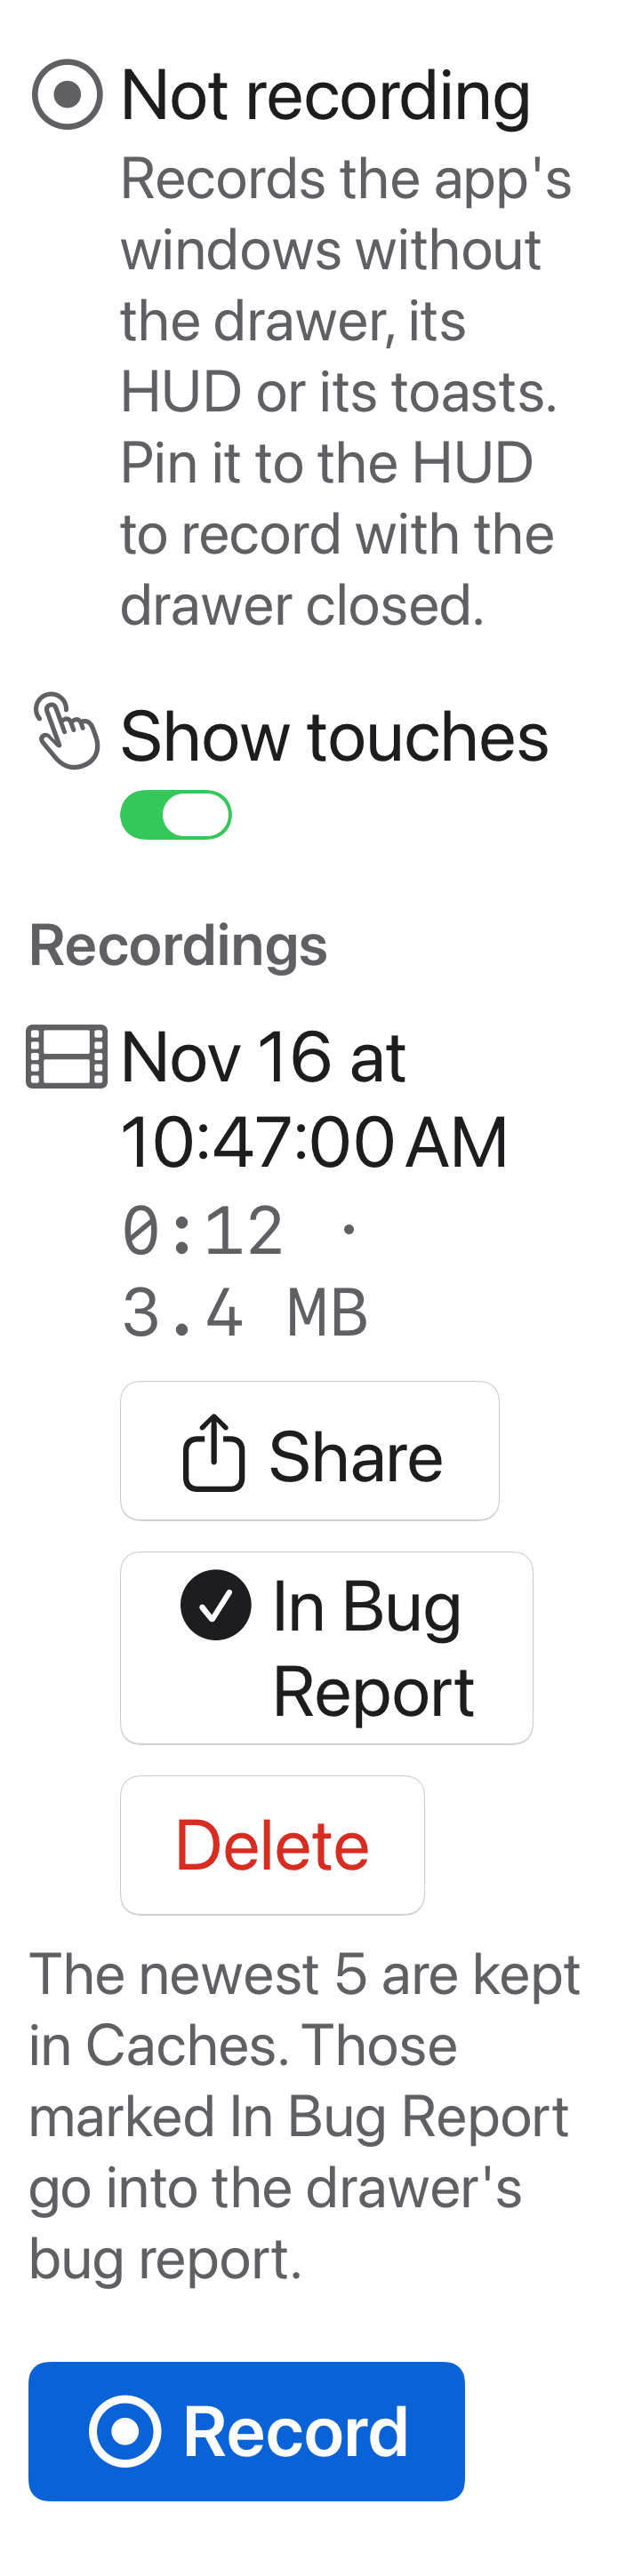 Not recording
Records the app's
windows without
the drawer, its
HUD or its toasts.
Pin it to the HUD
to record with the
drawer closed.
Show touches
Recordings
Nov 16 at
10:47:00 AM
0:12 ·
3.4 MB
Share
In Bug
Report
Delete
The newest 5 are kept
in Caches. Those
marked In Bug Report
go into the drawer's
bug report.
Record